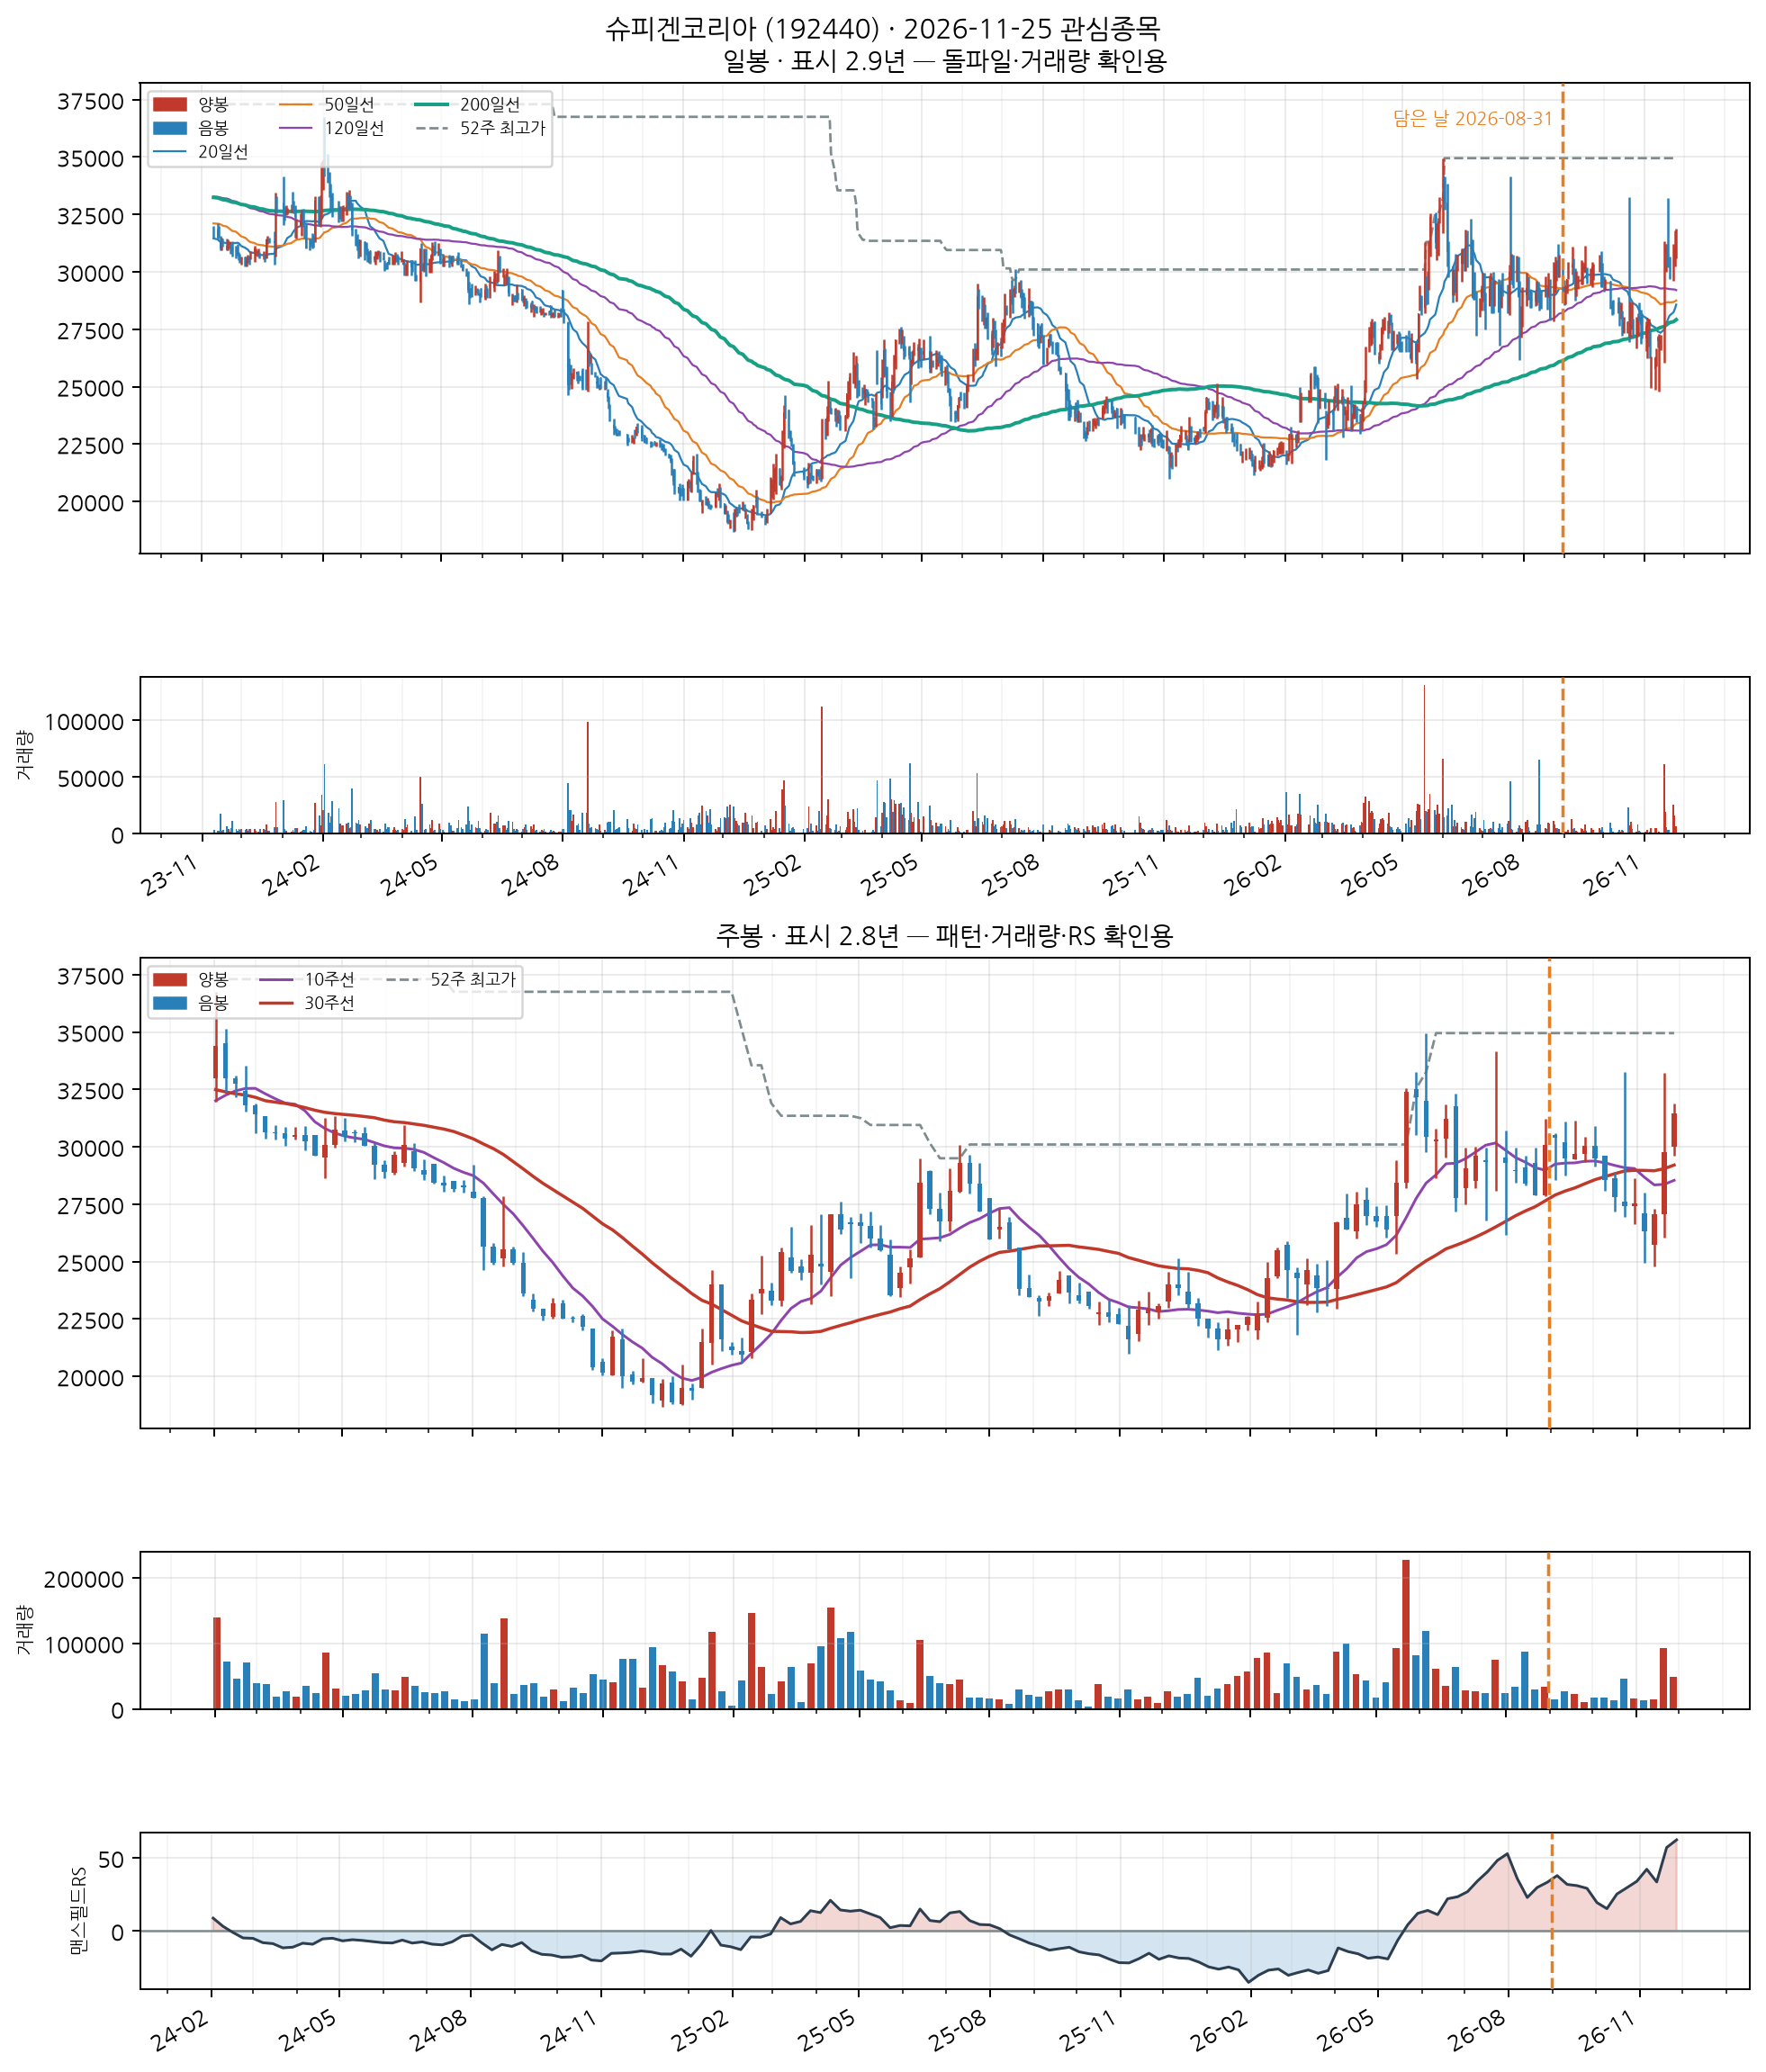 슈피겐코리아 (192440) · 2026-11-25 관심종목
일봉 · 표시 2.9년 — 돌파일·거래량 확인용
양봉 50일선 200일선
음봉 120일선 52주 최고가
20일선
담은 날 2026-08-31
37500
35000
32500
30000
27500
25000
22500
20000
거래량
100000
50000
0
23-11 24-02 24-05 24-08 24-11 25-02 25-05 25-08 25-11 26-02 26-05 26-08 26-11
주봉 · 표시 2.8년 — 패턴·거래량·RS 확인용
양봉 10주선 52주 최고가
음봉 30주선
37500
35000
32500
30000
27500
25000
22500
20000
거래량
200000
100000
0
맨스필드RS
50
0
24-02 24-05 24-08 24-11 25-02 25-05 25-08 25-11 26-02 26-05 26-08 26-11